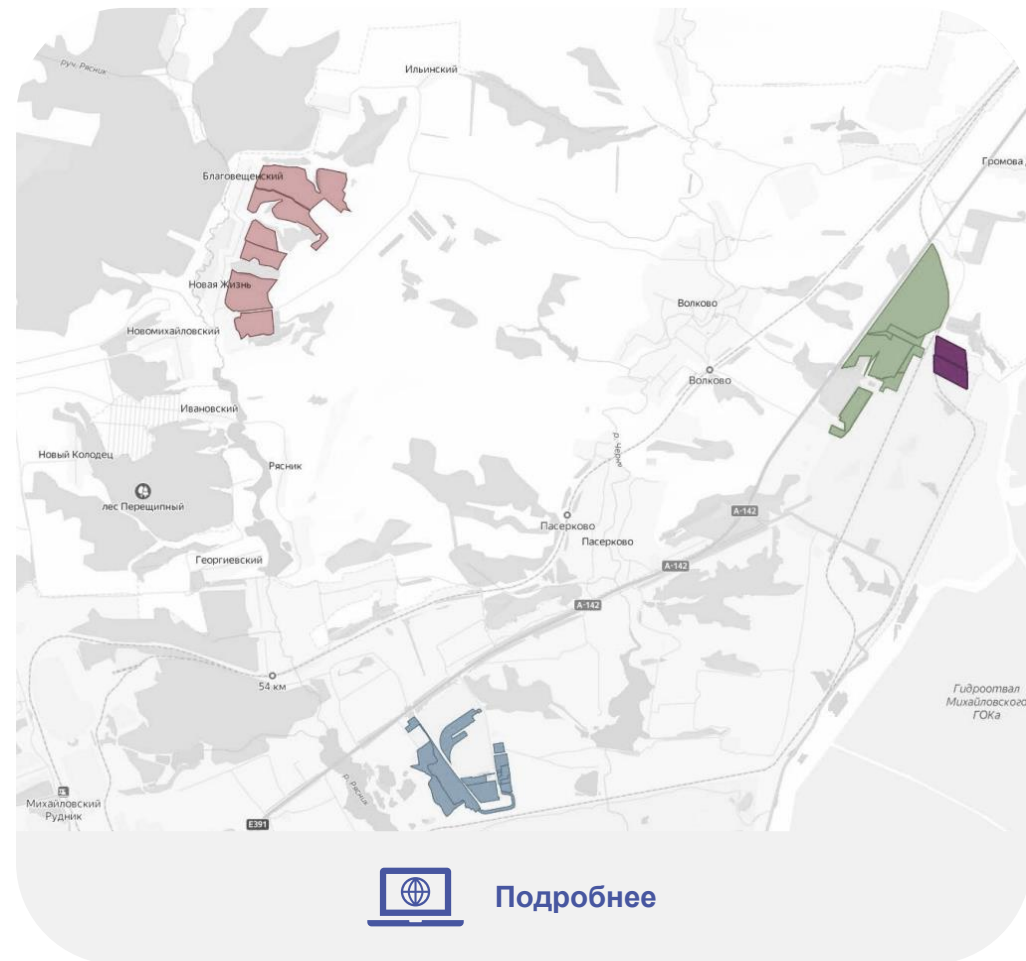 руч. Рясник
Ильинский
Громова
Благовещенский
Новая Жизнь
Волково
Новомихайловский
Волково
Ивановский
р. Чернь
Новый Колодец
Рясник
лес Перещипный
А-142
Пасерково
Пасерково
Георгиевский
А-142
А-142
54 км
Гидроотвал
Михайловского
ГОКа
р. Рясник
Михайловский
Рудник
E391
Подробнее